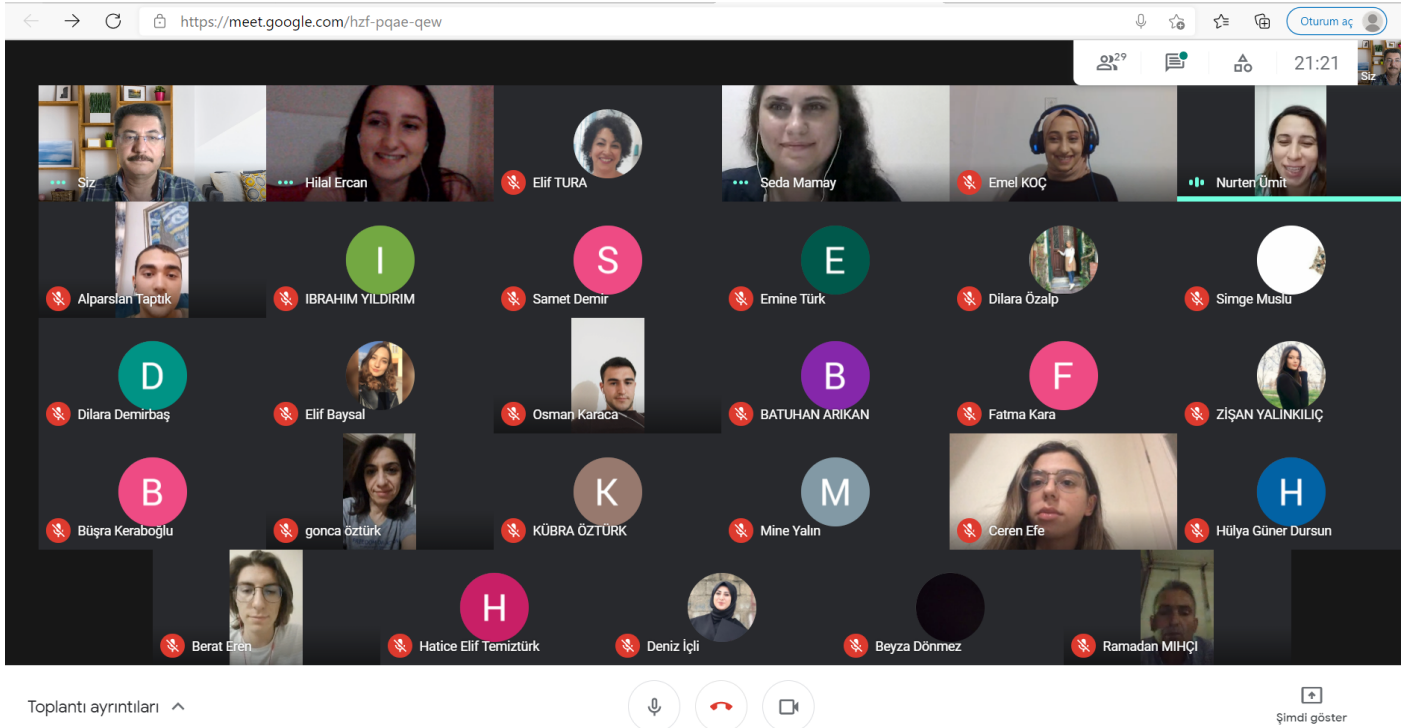 https://meet.google.com/hzf-pqae-qew
Oturum aç
29
21:21
Siz
Siz
Hilal Ercan
Elif TURA
Seda Mamay
Emel KOÇ
Nurten Ümit
Alparslan Taptık
I
IBRAHIM YILDIRIM
S
Samet Demir
E
Emine Türk
Dilara Özalp
Simge Muslu
D
Dilara Demirbaş
Elif Baysal
Osman Karaca
B
BATUHAN ARIKAN
F
Fatma Kara
ZİŞAN YALINKILIÇ
B
Büşra Keraboğlu
gonca öztürk
K
KÜBRA ÖZTÜRK
M
Mine Yalın
Ceren Efe
H
Hülya Güner Dursun
Berat Eren
H
Hatice Elif Temiztürk
Deniz İçli
Beyza Dönmez
Ramadan MIHÇI
Toplantı ayrıntıları
Şimdi göster